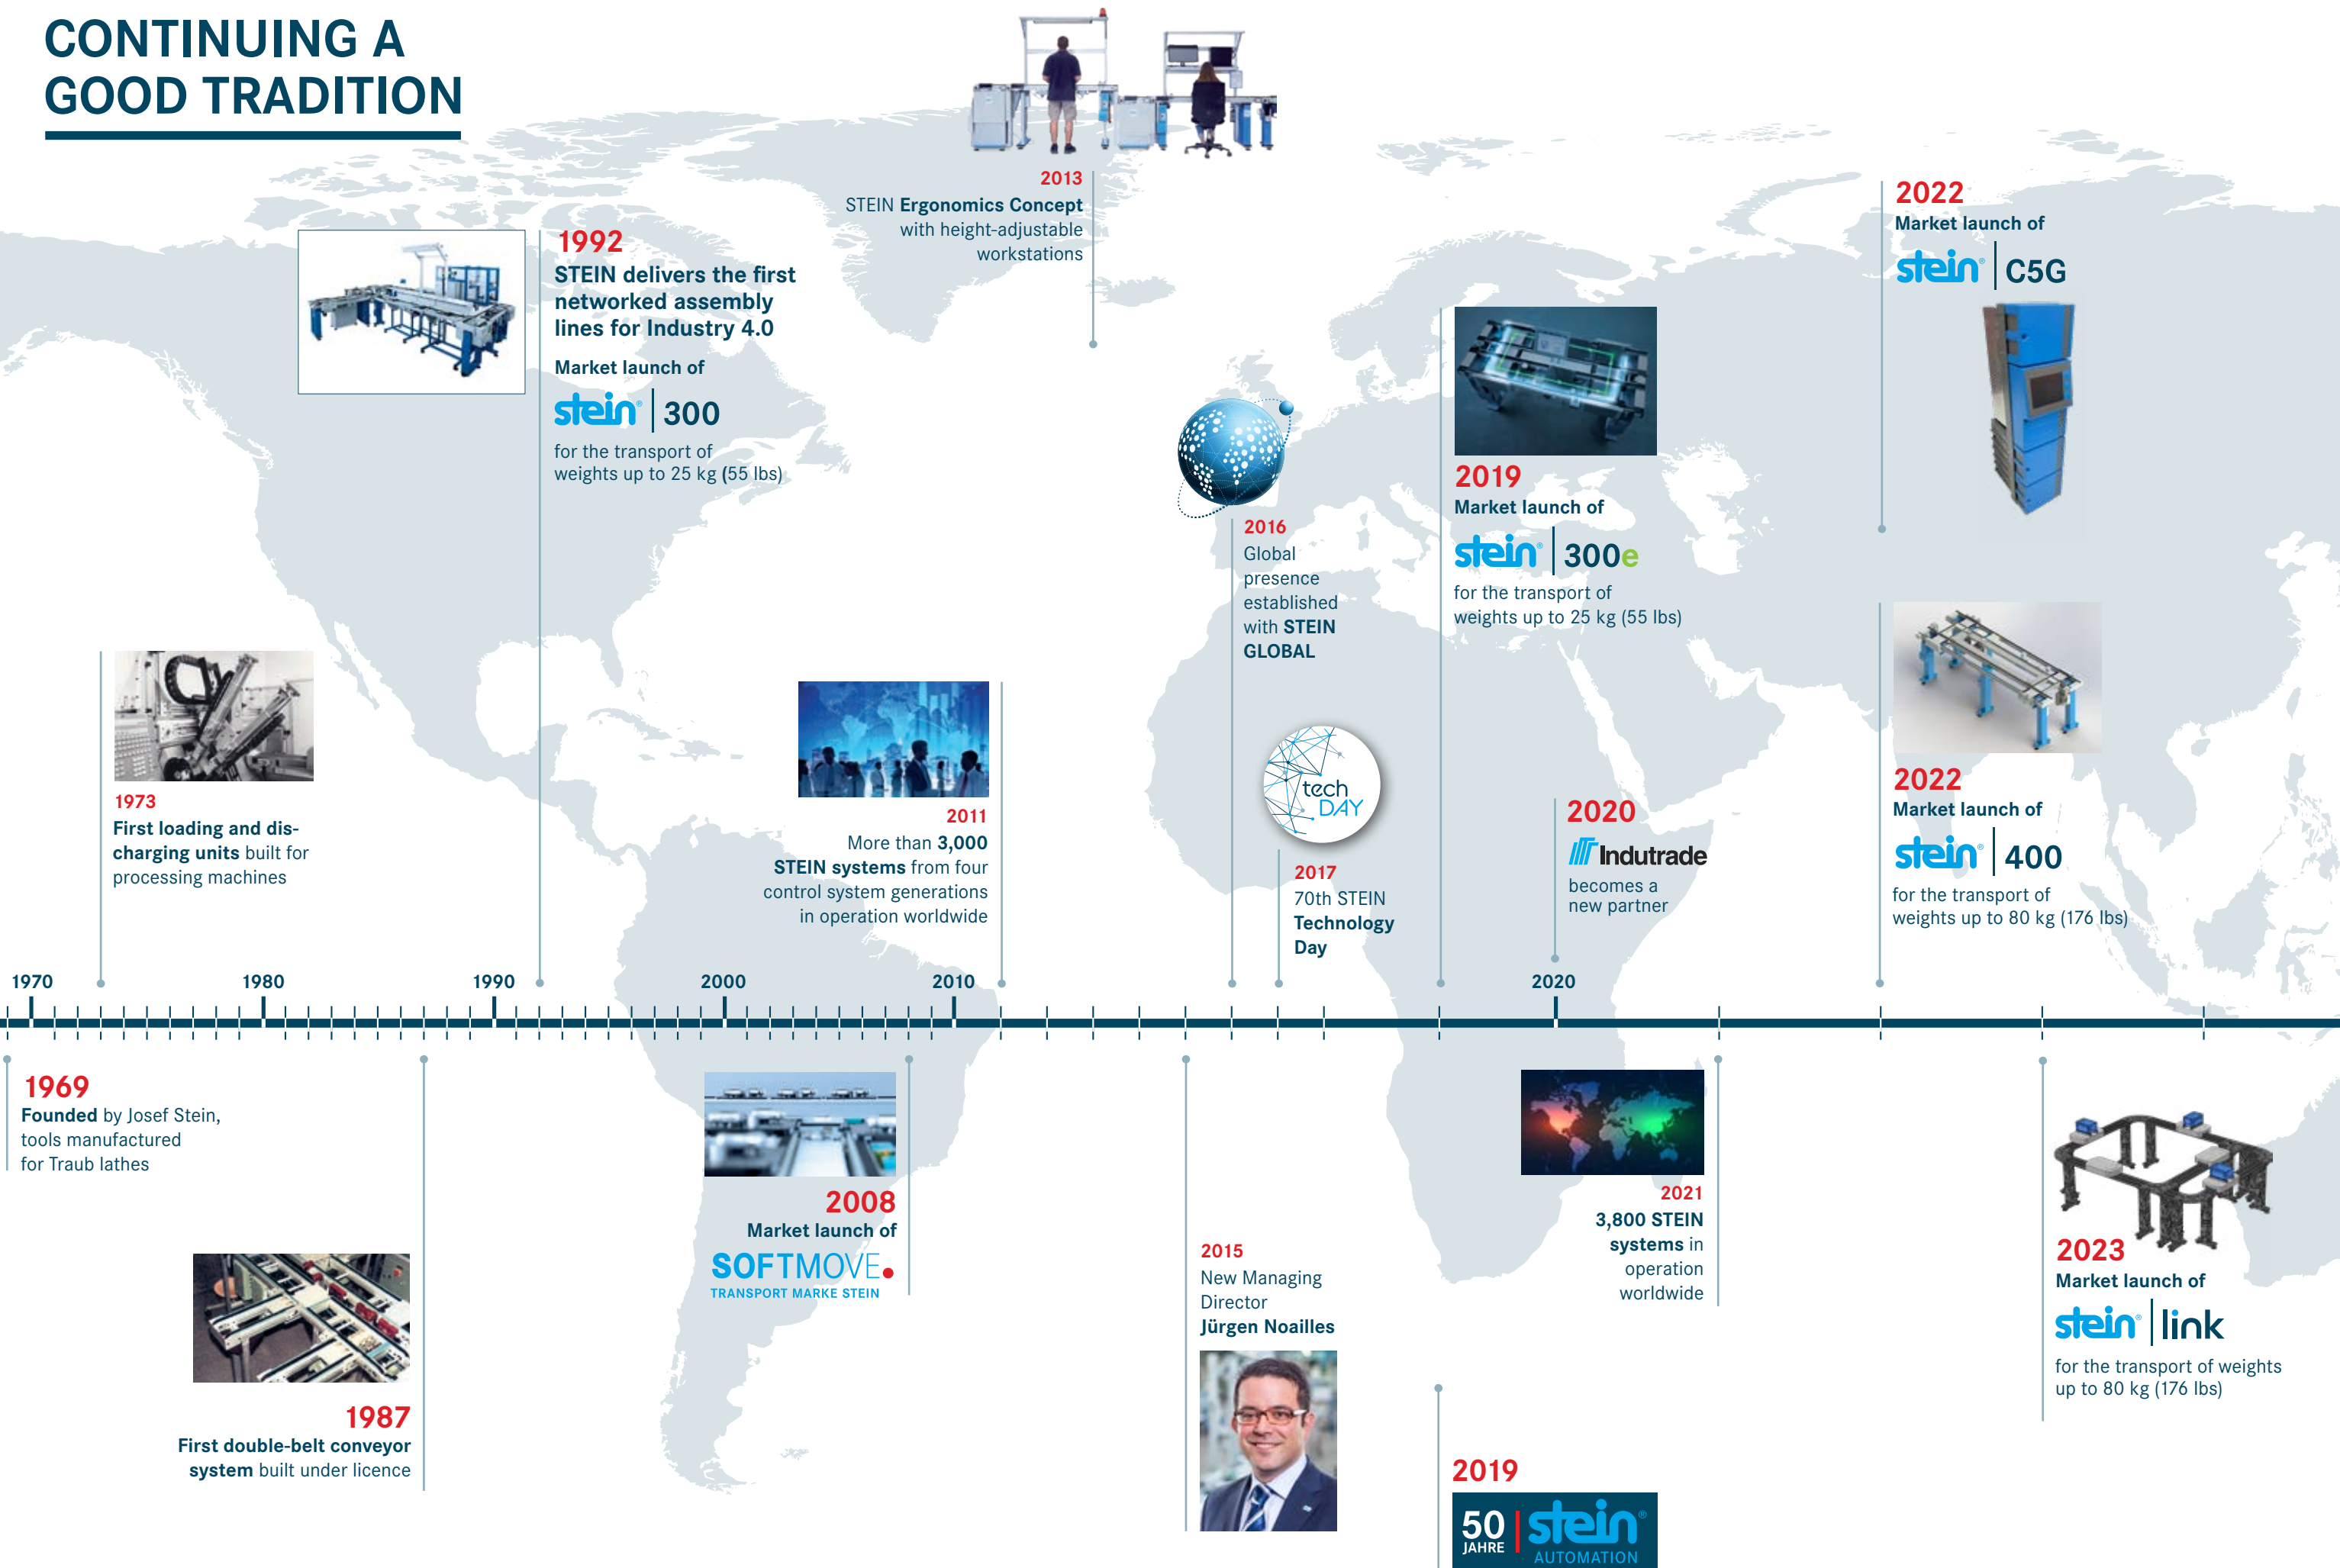 CONTINUING A
GOOD TRADITION
2013
STEIN Ergonomics Concept
with height-adjustable
workstations
1992
STEIN delivers the first
networked assembly
lines for Industry 4.0
Market launch of
stein® | 300
for the transport of
weights up to 25 kg (55 lbs)
2022
Market launch of
stein® | C5G
2016
Global
presence
established
with STEIN
GLOBAL
2019
Market launch of
stein® | 300e
for the transport of
weights up to 25 kg (55 lbs)
1973
First loading and dis-
charging units built for
processing machines
2011
More than 3,000
STEIN systems from four
control system generations
in operation worldwide
tech
DAY
2017
70th STEIN
Technology
Day
2020
Indutrade
becomes a
new partner
2022
Market launch of
stein® | 400
for the transport of
weights up to 80 kg (176 lbs)
1970 1980 1990 2000 2010 2020
1969
Founded by Josef Stein,
tools manufactured
for Traub lathes
1987
First double-belt conveyor
system built under licence
2008
Market launch of
SOFTMOVE.
TRANSPORT MARKE STEIN
2015
New Managing
Director
Jürgen Noailles
2021
3,800 STEIN
systems in
operation
worldwide
2019
50
JAHRE
stein®
AUTOMATION
2023
Market launch of
stein® | link
for the transport of weights
up to 80 kg (176 lbs)